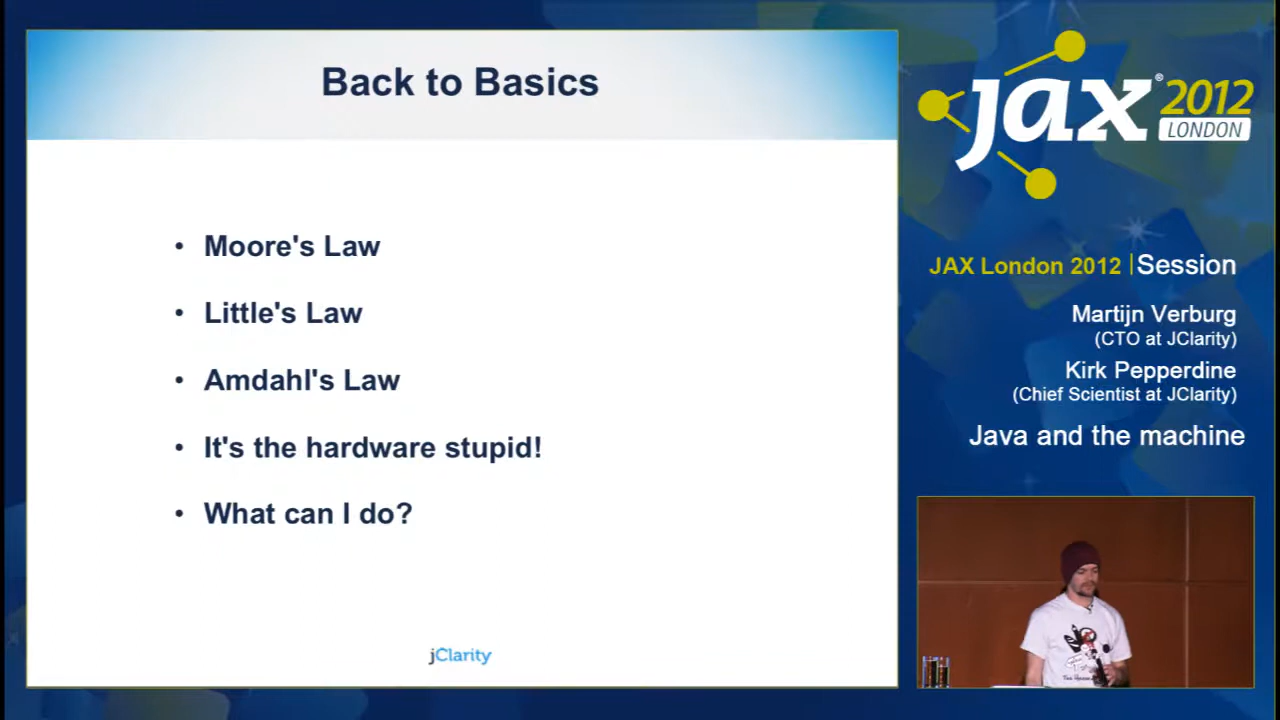 Back to Basics
• Moore's Law
• Little's Law
• Amdahl's Law
• It's the hardware stupid!
• What can I do?
jClarity
jax® 2012
LONDON
JAX London 2012 | Session
Martijn Verburg
(CTO at JClarity)
Kirk Pepperdine
(Chief Scientist at JClarity)
Java and the machine